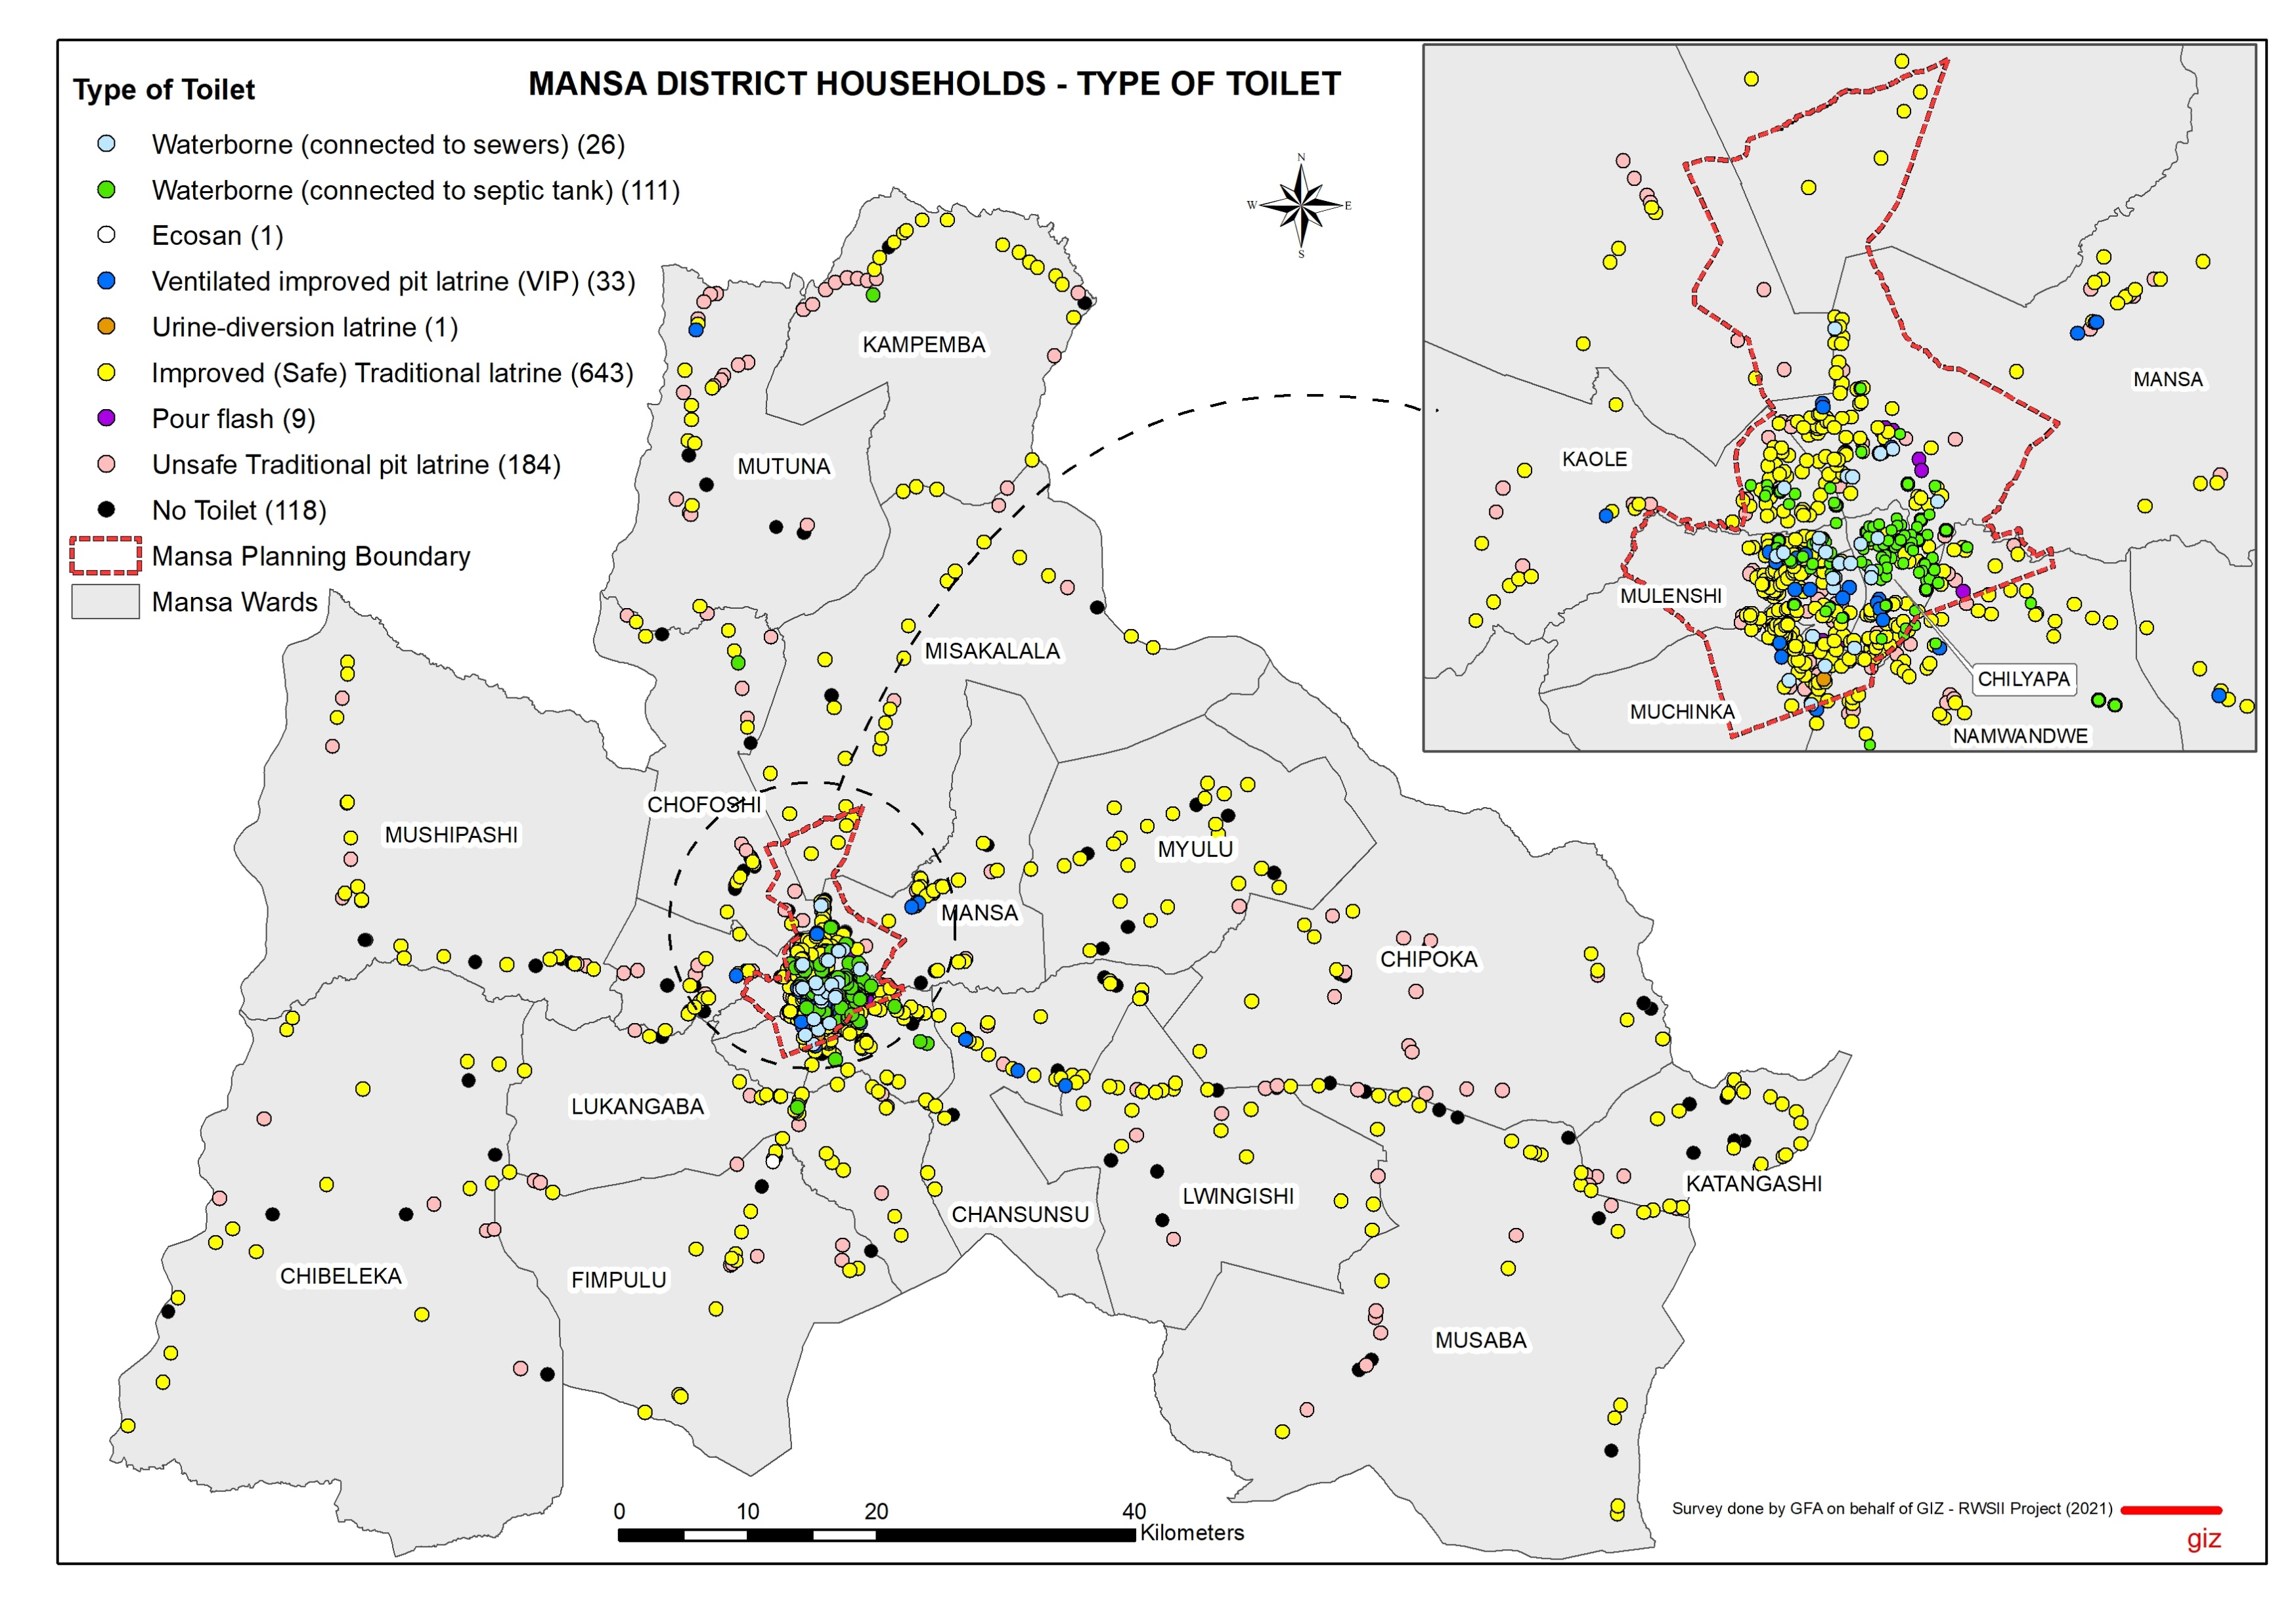 MANSA DISTRICT HOUSEHOLDS - TYPE OF TOILET
Type of Toilet
Waterborne (connected to sewers) (26)
Waterborne (connected to septic tank) (111)
Ecosan (1)
Ventilated improved pit latrine (VIP) (33)
Urine-diversion latrine (1)
Improved (Safe) Traditional latrine (643)
Pour flash (9)
Unsafe Traditional pit latrine (184)
No Toilet (118)
Mansa Planning Boundary
Mansa Wards
N
W
E
S
KAMPEMBA
MUTUNA
MISAKALALA
CHOFOSHI
MUSHIPASHI
MYULU
MANSA
CHIPOKA
LUKANGABA
KATANGASHI
LWINGISHI
CHANSUNSU
CHIBELEKA
FIMPULU
MUSABA
MANSA
KAOLE
MULENSHI
CHILYAPA
MUCHINKA
NAMWANDWE
0
10
20
40
Kilometers
Survey done by GFA on behalf of GIZ - RWSII Project (2021)
giz